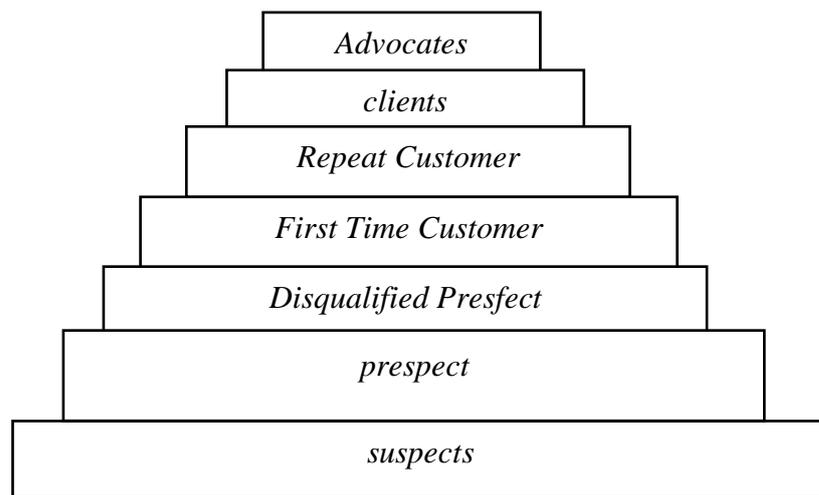 Advocates
clients
Repeat Customer
First Time Customer
Disqualified Presfect
prespect
suspects